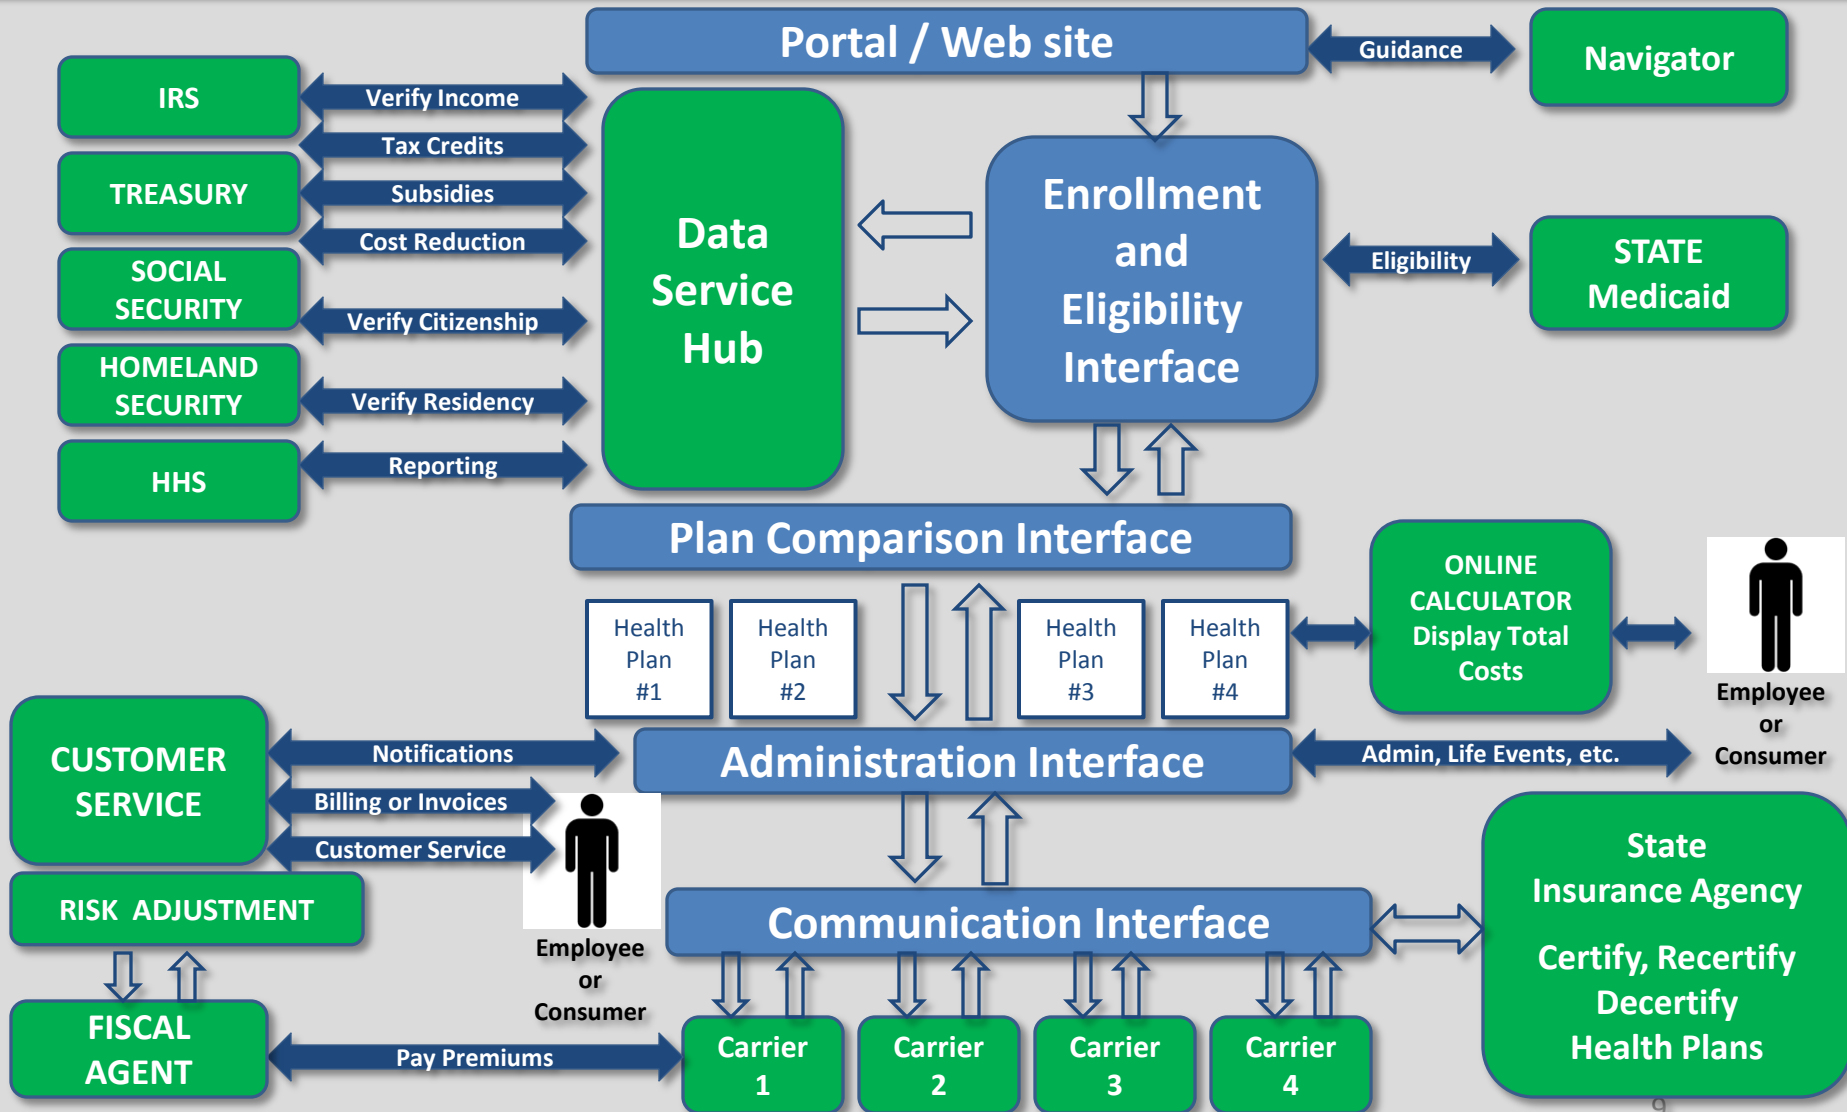 Portal / Web site
Guidance
Navigator
IRS
Verify Income
Tax Credits
TREASURY
Subsidies
Cost Reduction
SOCIAL
SECURITY
Verify Citizenship
HOMELAND
SECURITY
Verify Residency
HHS
Reporting
Data
Service
Hub
Enrollment
and
Eligibility
Interface
Eligibility
STATE
Medicaid
Plan Comparison Interface
Health
Plan
#1
Health
Plan
#2
Health
Plan
#3
Health
Plan
#4
ONLINE
CALCULATOR
Display Total
Costs
Employee
or
Consumer
CUSTOMER
SERVICE
Notifications
Billing or Invoices
Customer Service
Administration Interface
Admin, Life Events, etc.
RISK ADJUSTMENT
Employee
or
Consumer
Communication Interface
State
Insurance Agency
Certify, Recertify
Decertify
Health Plans
FISCAL
AGENT
Pay Premiums
Carrier
1
Carrier
2
Carrier
3
Carrier
4
9